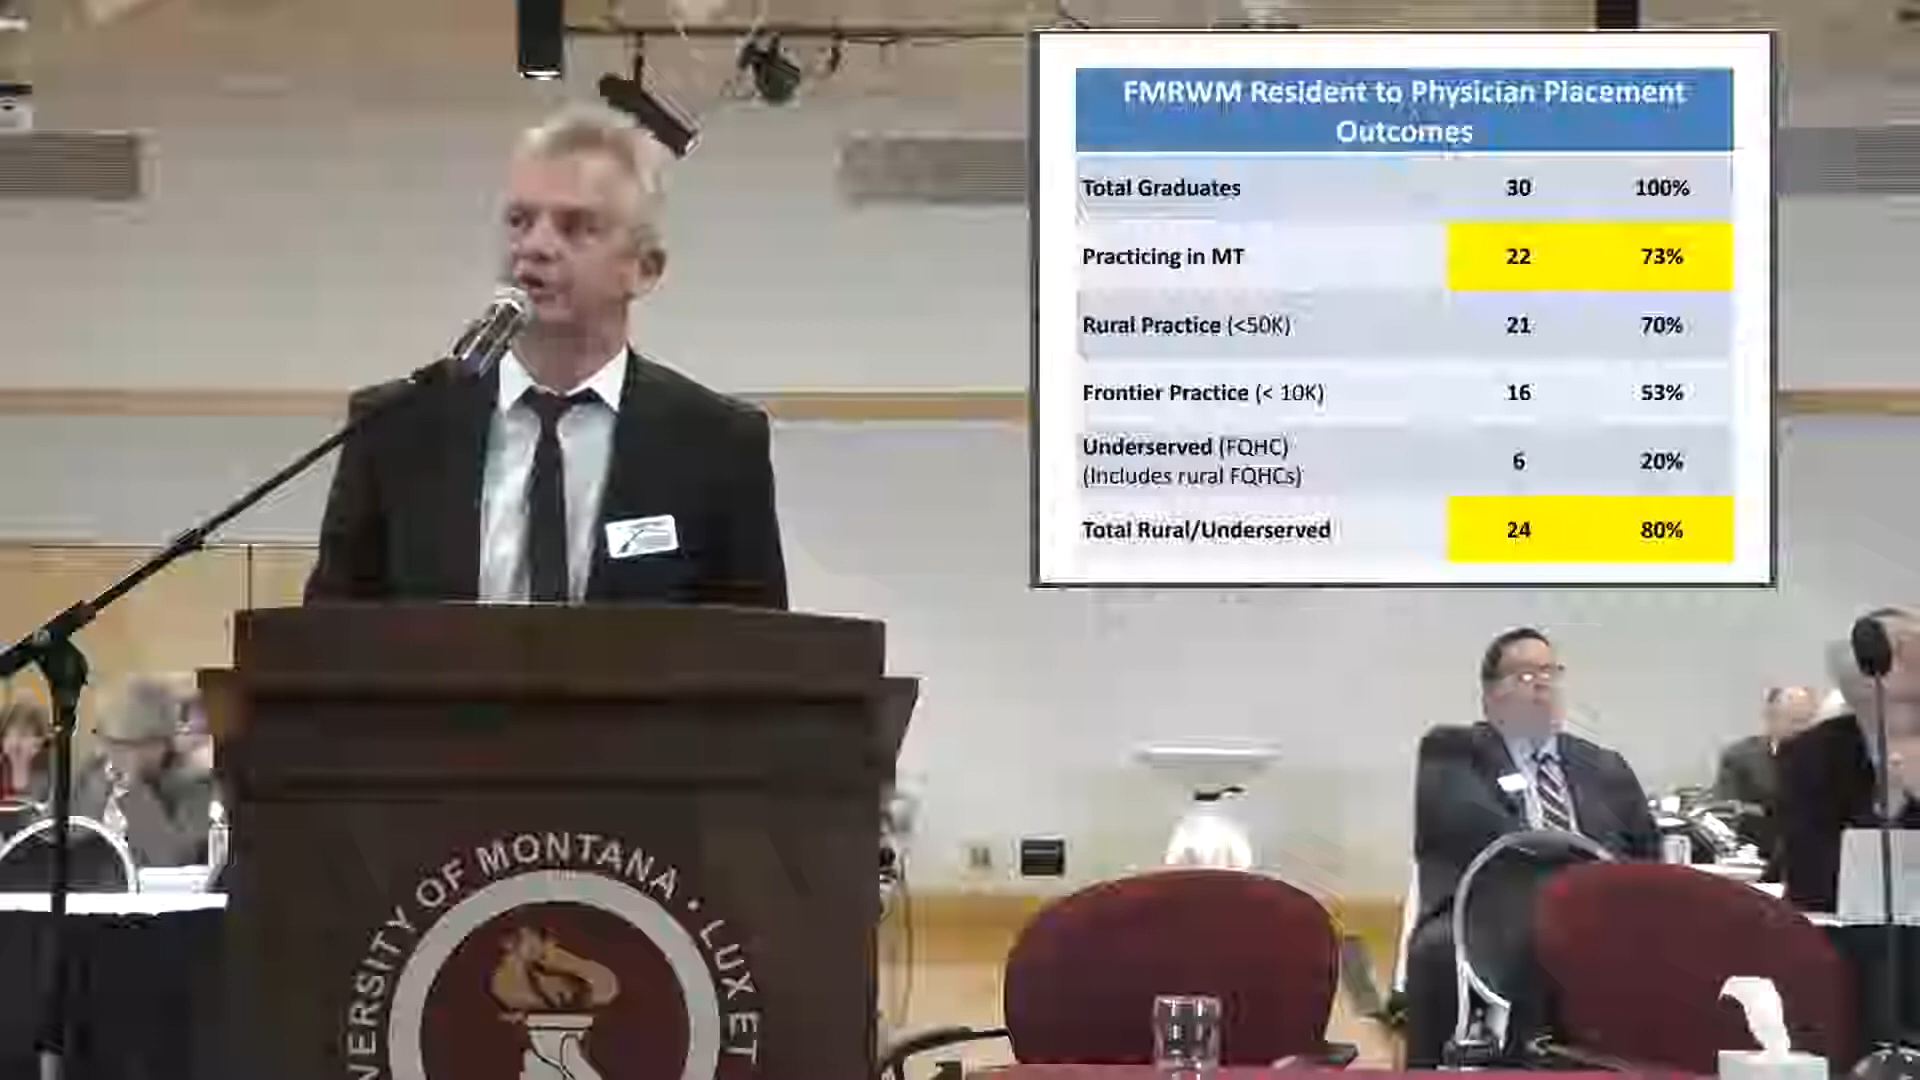 FMRWM Resident to Physician Placement
Outcomes
Total Graduates 30 100%
Practicing in MT 22 73%
Rural Practice (<50K) 21 70%
Frontier Practice (< 10K) 16 53%
Underserved (FQHC)
(Includes rural FQHCs) 6 20%
Total Rural/Underserved 24 80%
VERSITY OF MONTANA · LUX ET